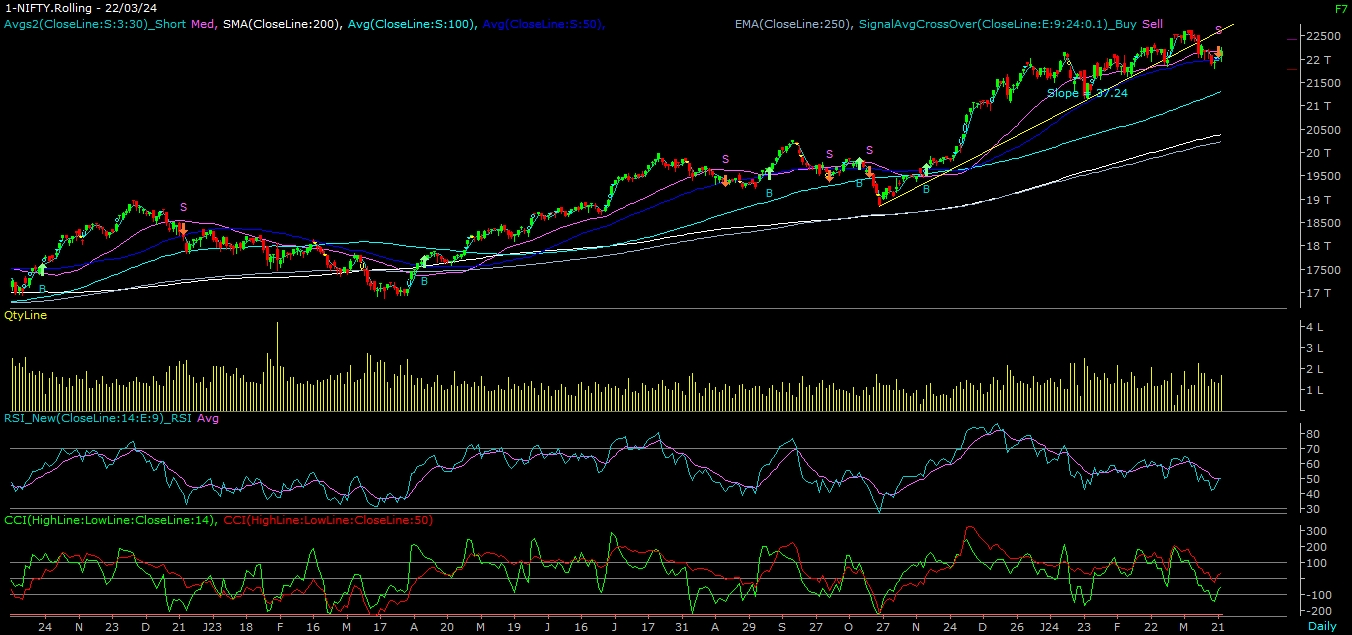 1-NIFTY.Rolling - 22/03/24
F7
Avgs2(CloseLine:S:3:30)_Short Med, SMA(CloseLine:200), Avg(CloseLine:S:100), Avg(CloseLine:S:50), EMA(CloseLine:250), SignalAvgCrossOver(CloseLine:E:9:24:0.1)_Buy Sell
S
22500
22 T
21500
Slope = 37.24
21 T
20500
20 T
19500
19 T
18500
18 T
17500
17 T
S
S
S
S
B
B
B
S
B
B
QtyLine
4 L
3 L
2 L
1 L
RSI_New(CloseLine:14:E:9)_RSI Avg
80
70
60
50
40
30
CCI(HighLine:LowLine:CloseLine:14), CCI(HighLine:LowLine:CloseLine:50)
300
200
100
-100
-200
24 N 23 D 21 J23 18 F 16 M 17 A 20 M 19 J 16 J 17 31 A 29 S 27 O 27 N 24 D 26 J24 23 F 22 M 21
Daily